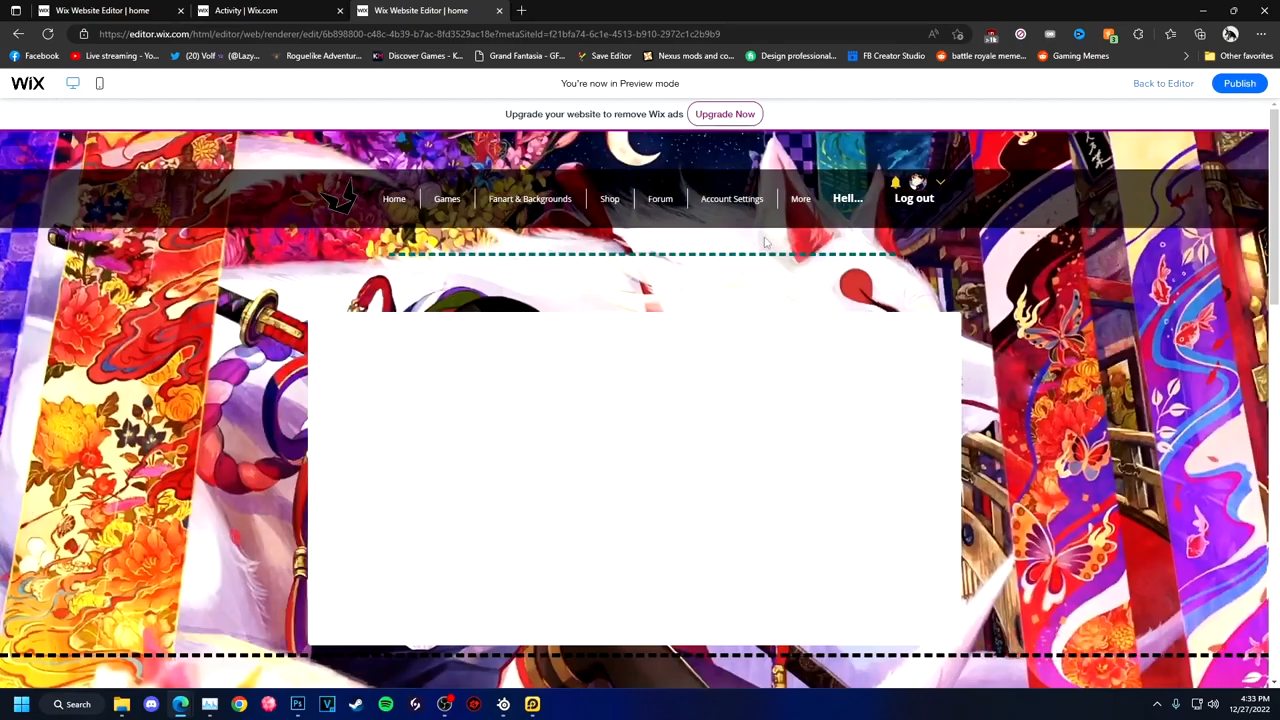 Wix Website Editor | home
Activity | Wix.com
Wix Website Editor | home
Wix Website Editor | home
https://editor.wix.com/html/editor/web/renderer/edit/6b898800-c48c-4b39-b7ac-8fd3529ac18e?metaSiteId=f21bfa74-6c1e-4513-b910-2972c1c2b9b9
Facebook
Live streaming - Yo...
(20) Volf ♑(@Lazy...
Roguelike Adventur...
Discover Games - K...
Grand Fantasia - GF...
Save Editor
Nexus mods and co...
Design professional...
FB Creator Studio
battle royale meme...
Gaming Memes
Other favorites
WIX
You're now in Preview mode
Back to Editor
Publish
Upgrade your website to remove Wix ads
Upgrade Now
Home
Games
Fanart & Backgrounds
Shop
Forum
Account Settings
More
Hell...
Log out
Search
4:33 PM
12/27/2022